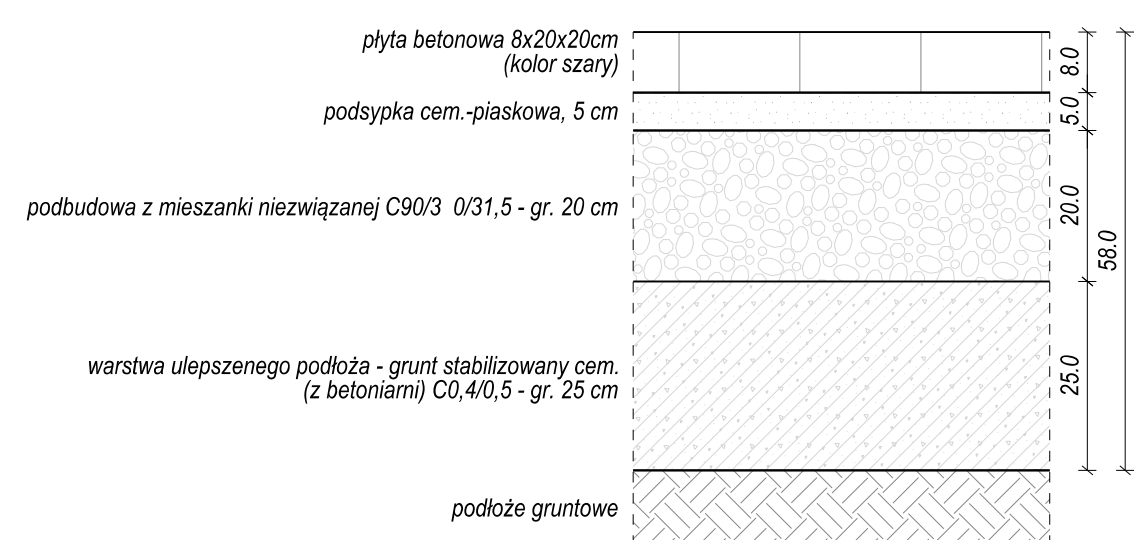 płyta betonowa 8x20x20cm
(kolor szary)
podsypka cem.-piaskowa, 5 cm
podbudowa z mieszanki niezwiązanej C90/3  0/31,5 - gr. 20 cm
warstwa ulepszenego podłoża - grunt stabilizowany cem.
(z betoniarni) C0,4/0,5 - gr. 25 cm
podłoże gruntowe
8.0
5.0
20.0
25.0
58.0